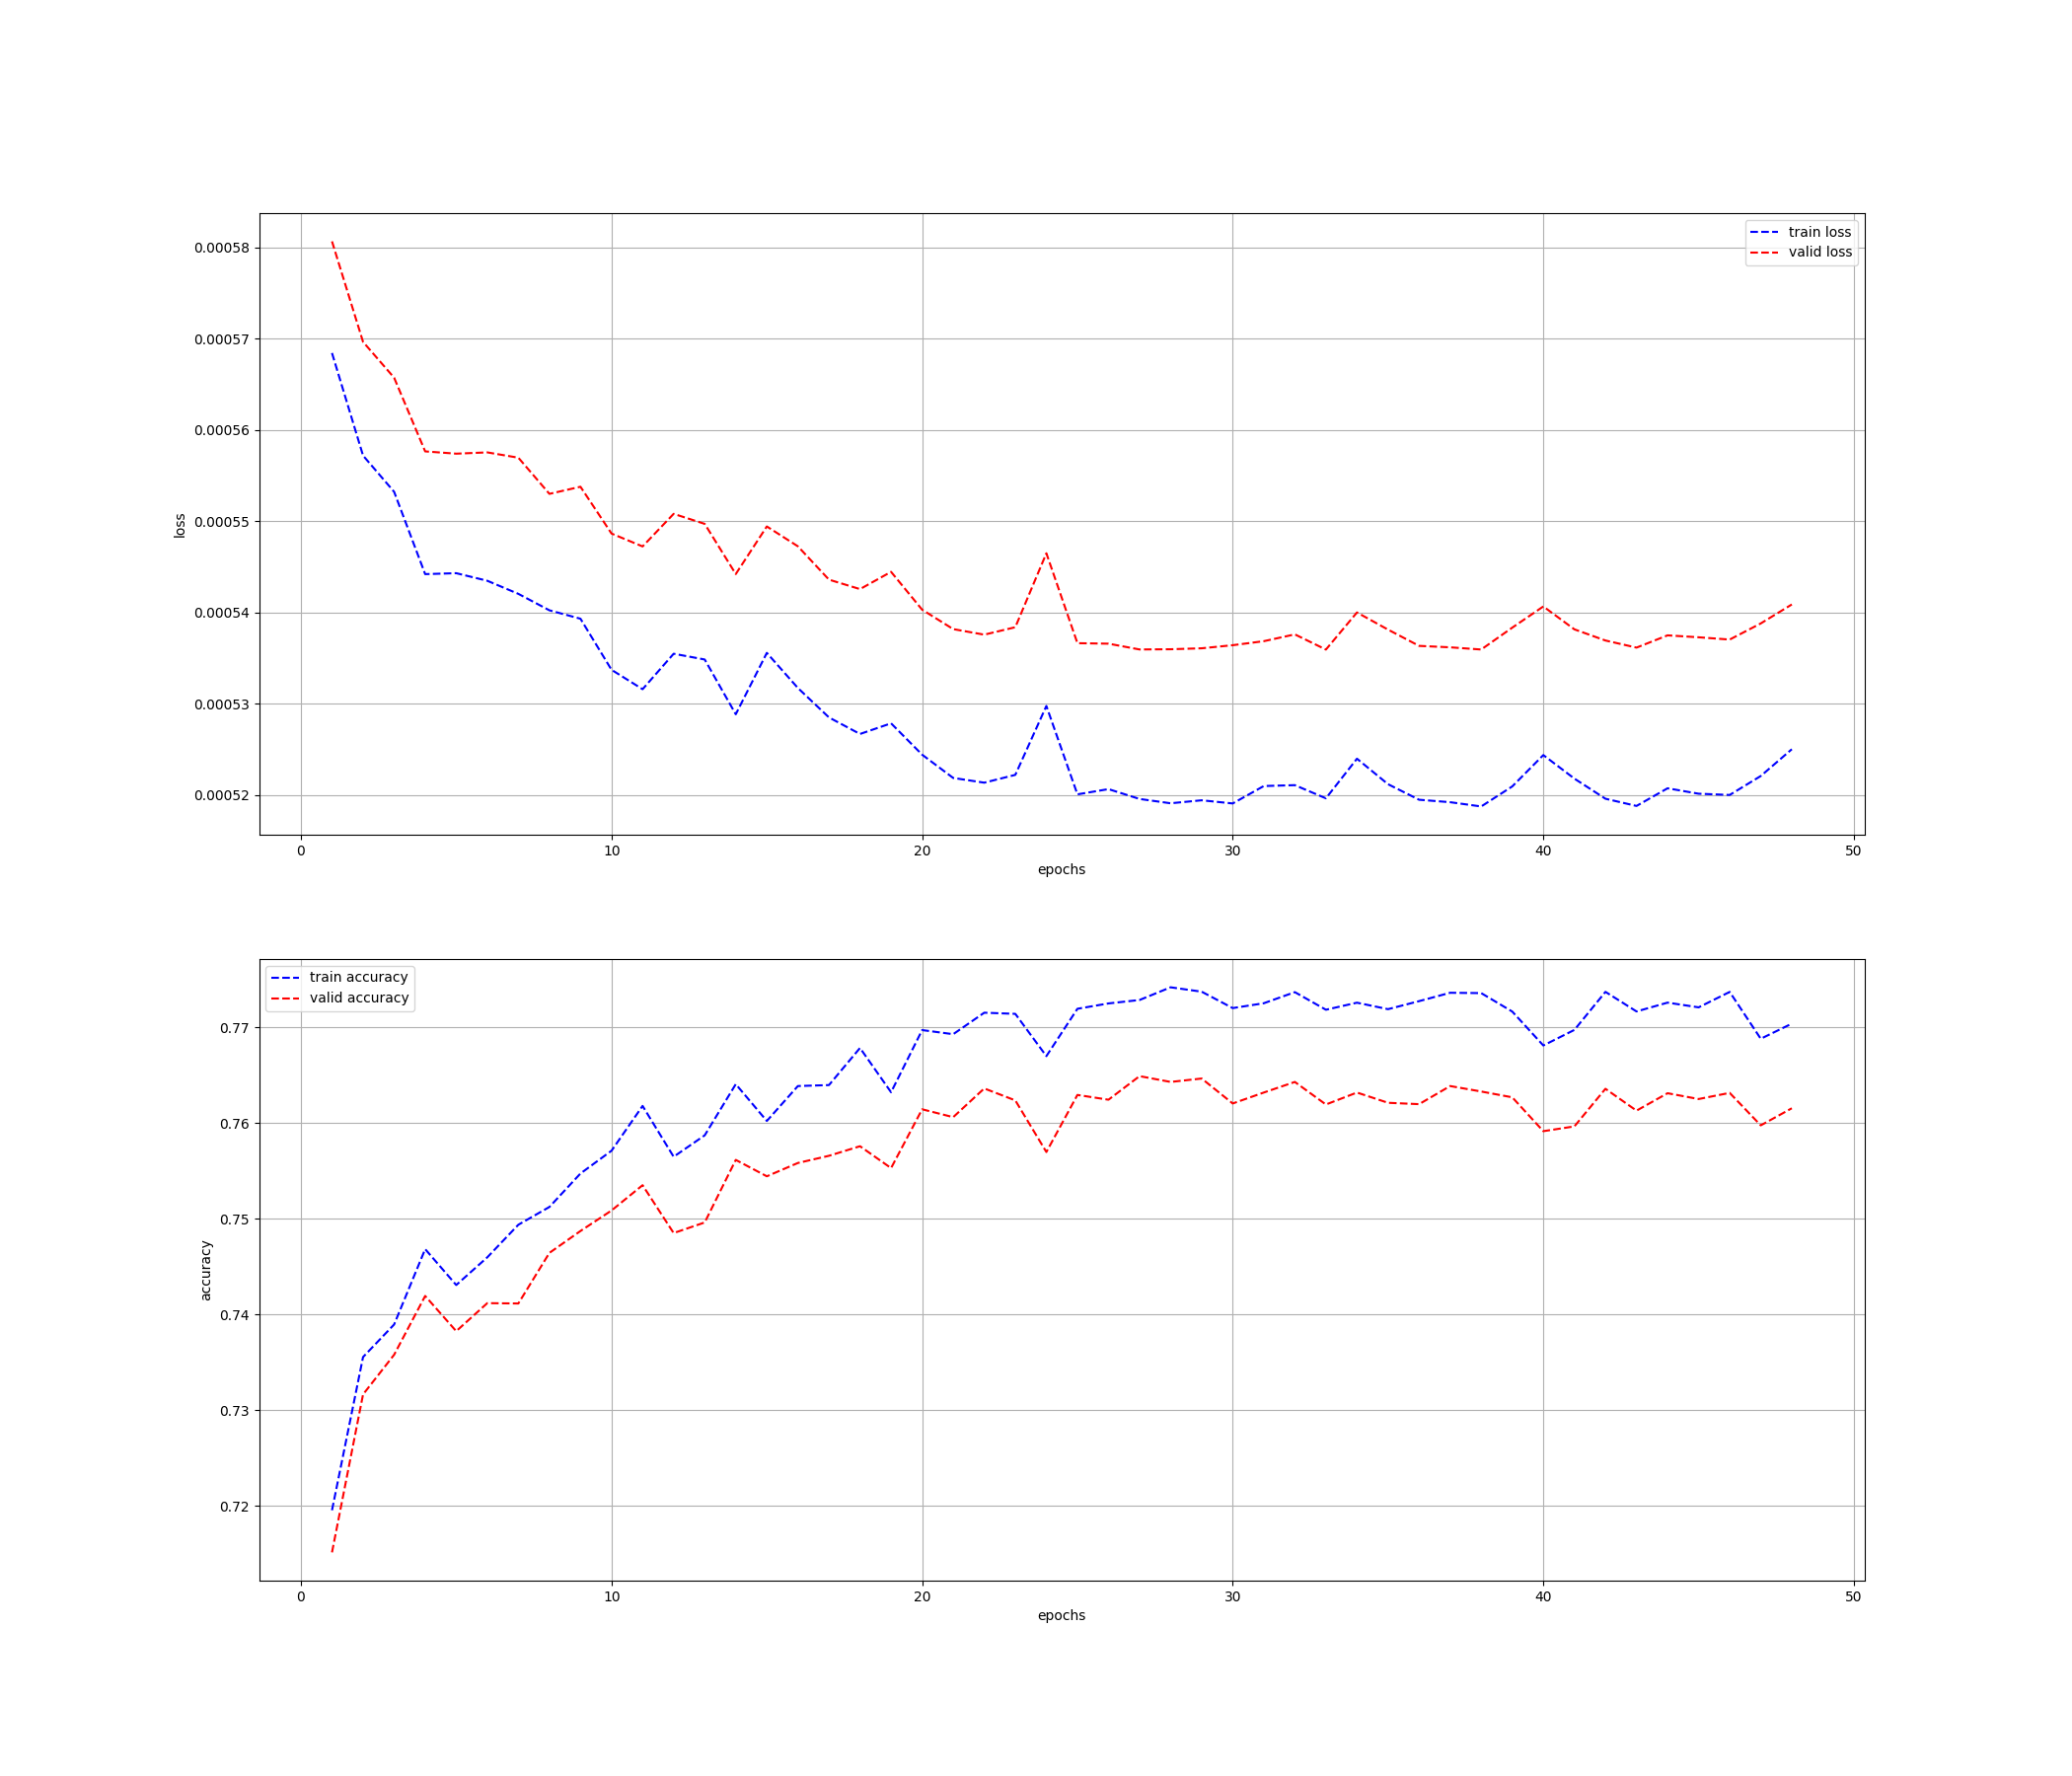 0.00058
0.00057
0.00056
0.00055
0.00054
0.00053
0.00052
loss
train loss
valid loss
0 10 20 30 40 50
epochs
train accuracy
valid accuracy
0.77
0.76
0.75
0.74
0.73
0.72
accuracy
0 10 20 30 40 50
epochs